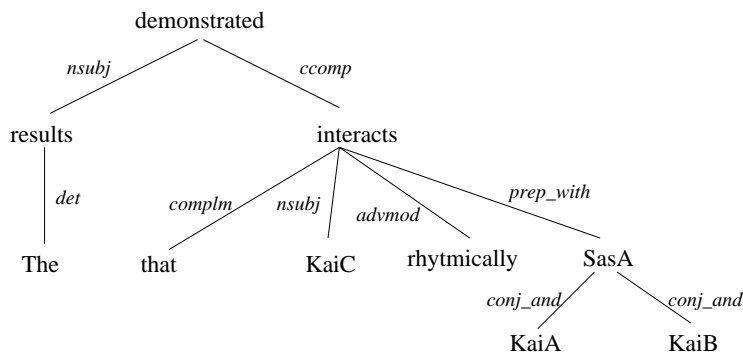 demonstrated
nsubj ccomp
results interacts
det complm nsubj advmod prep_with
The that KaiC rhytmically SasA
conj_and conj_and
KaiA KaiB